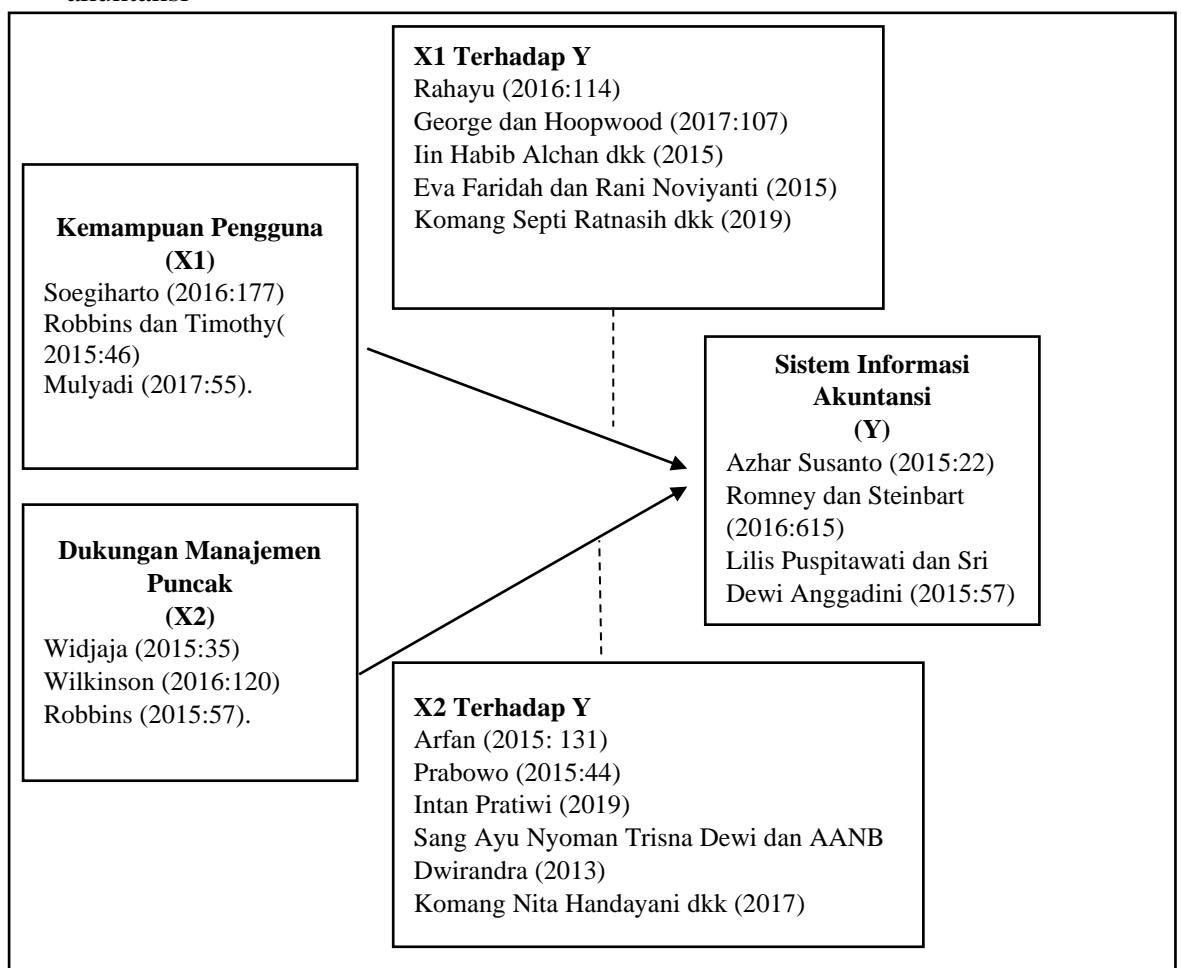 akuntansi
X1 Terhadap Y
Rahayu (2016:114)
George dan Hoopwood (2017:107)
Iin Habib Alchan dkk (2015)
Eva Faridah dan Rani Noviyanti (2015)
Komang Septi Ratnasih dkk (2019)
Kemampuan Pengguna
(X1)
Soegiharto (2016:177)
Robbins dan Timothy(
2015:46)
Mulyadi (2017:55).
Sistem Informasi
Akuntansi
(Y)
Azhar Susanto (2015:22)
Romney dan Steinbart
(2016:615)
Lilis Puspitawati dan Sri
Dewi Anggadini (2015:57)
Dukungan Manajemen
Puncak
(X2)
Widjaja (2015:35)
Wilkinson (2016:120)
Robbins (2015:57).
X2 Terhadap Y
Arfan (2015: 131)
Prabowo (2015:44)
Intan Pratiwi (2019)
Sang Ayu Nyoman Trisna Dewi dan AANB
Dwirandra (2013)
Komang Nita Handayani dkk (2017)